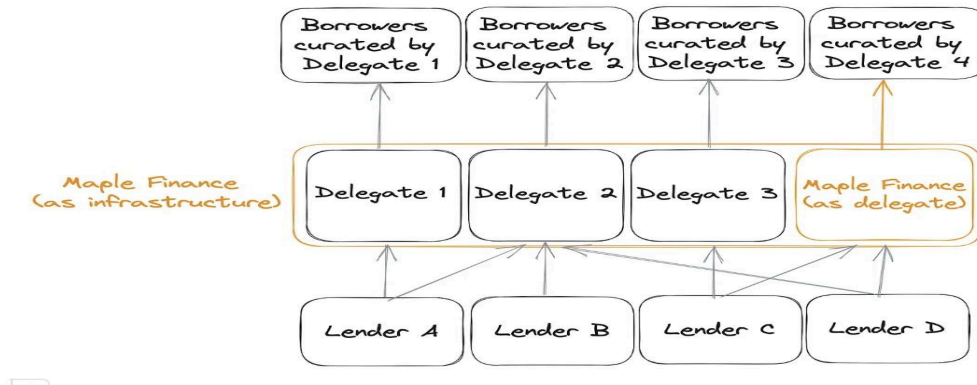 Borrowers
curated by
Delegate 1
Borrowers
curated by
Delegate 2
Borrowers
curated by
Delegate 3
Borrowers
curated by
Delegate 4
Maple Finance
(as infrastructure)
Delegate 1
Delegate 2
Delegate 3
Maple Finance
(as delegate)
Lender A
Lender B
Lender C
Lender D